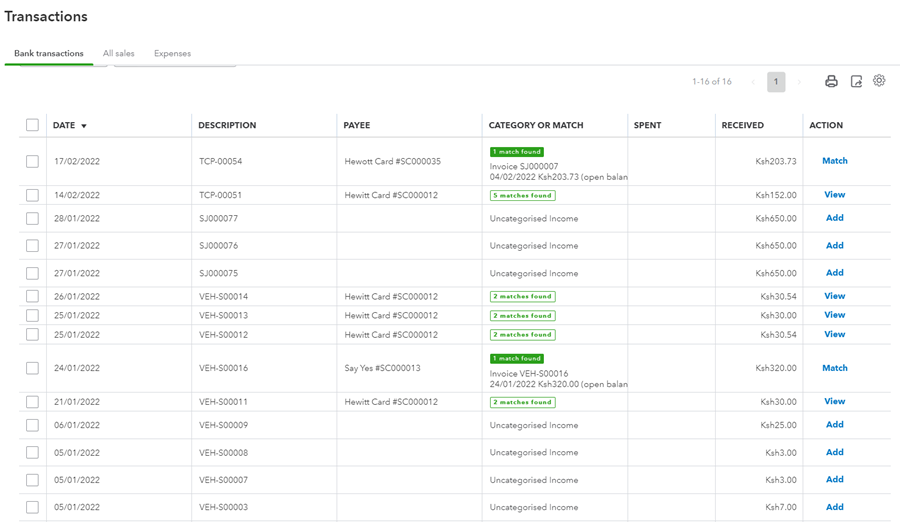 Transactions
Bank transactions All sales Expenses
1-16 of 16 1
DATE DESCRIPTION PAYEE CATEGORY OR MATCH SPENT RECEIVED ACTION
1 match found
17/02/2022 TCP-00054 Hewott Card #SC000035 Invoice SJ000007 Ksh203.73 Match
04/02/2022 Ksh203.73 (open balan
14/02/2022 TCP-00051 Hewitt Card #SC000012 5 matches found Ksh152.00 View
28/01/2022 SJ000077 Uncategorised Income Ksh650.00 Add
27/01/2022 SJ000076 Uncategorised Income Ksh650.00 Add
27/01/2022 SJ000075 Uncategorised Income Ksh650.00 Add
26/01/2022 VEH-S00014 Hewitt Card #SC000012 2 matches found Ksh30.54 View
25/01/2022 VEH-S00013 Hewitt Card #SC000012 2 matches found Ksh30.00 View
25/01/2022 VEH-S00012 Hewitt Card #SC000012 2 matches found Ksh30.54 View
1 match found
24/01/2022 VEH-S00016 Say Yes #SC000013 Invoice VEH-S00016 Ksh320.00 Match
24/01/2022 Ksh320.00 (open balan
21/01/2022 VEH-S00011 Hewitt Card #SC000012 2 matches found Ksh30.00 View
06/01/2022 VEH-S00009 Uncategorised Income Ksh25.00 Add
05/01/2022 VEH-S00008 Uncategorised Income Ksh3.00 Add
05/01/2022 VEH-S00007 Uncategorised Income Ksh3.00 Add
05/01/2022 VEH-S00003 Uncategorised Income Ksh7.00 Add